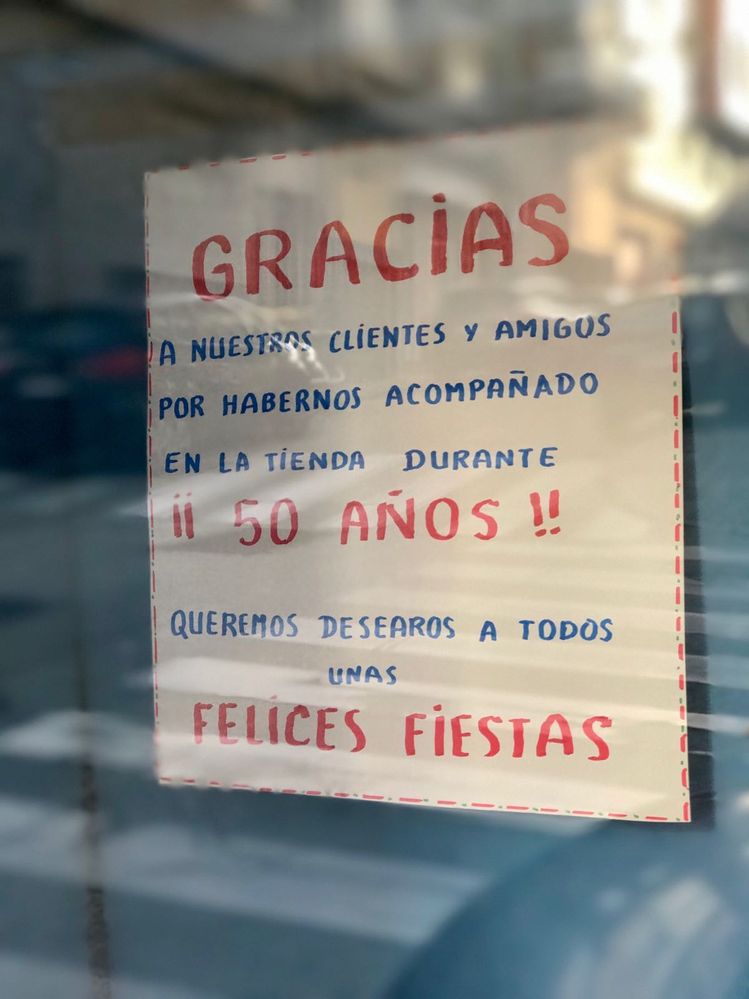 GRACIAS
A NUESTROS CLIENTES Y AMIGOS
POR HABERNOS ACOMPAÑADO
EN LA TIENDA DURANTE
¡¡ 50 AÑOS !!
QUEREMOS DESEAROS A TODOS
UNAS
FELICES FIESTAS